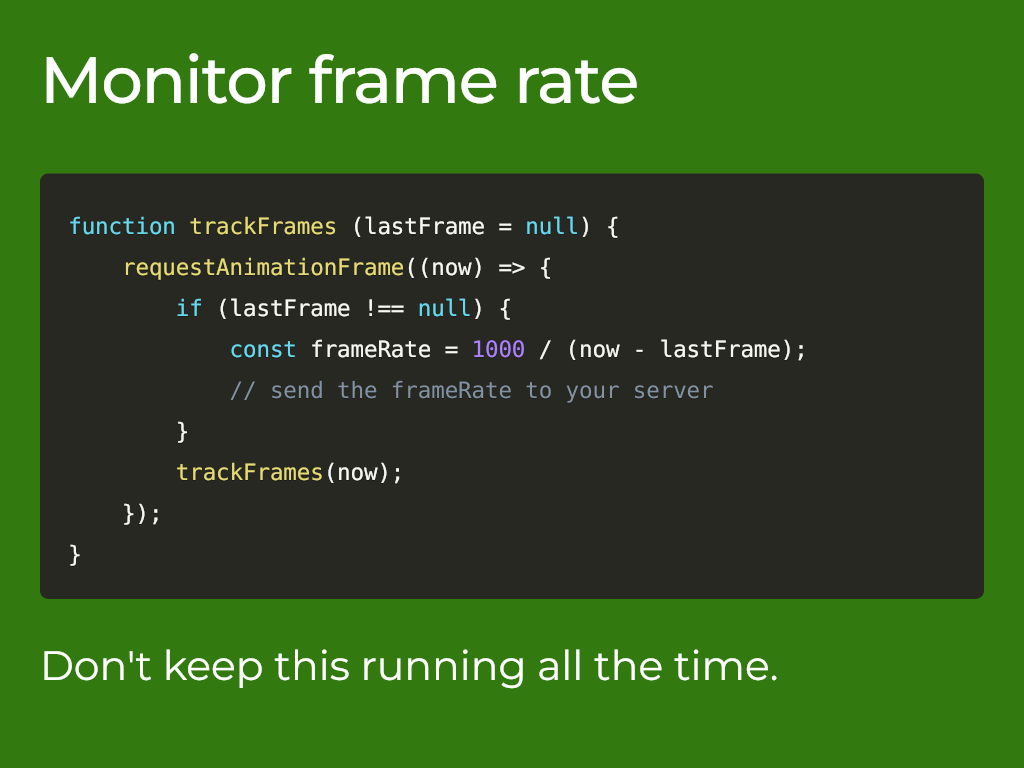 Monitor frame rate
function trackFrames (lastFrame = null) {
    requestAnimationFrame((now) => {
        if (lastFrame !== null) {
            const frameRate = 1000 / (now - lastFrame);
            // send the frameRate to your server
        }
        trackFrames(now);
    });
}
Don't keep this running all the time.